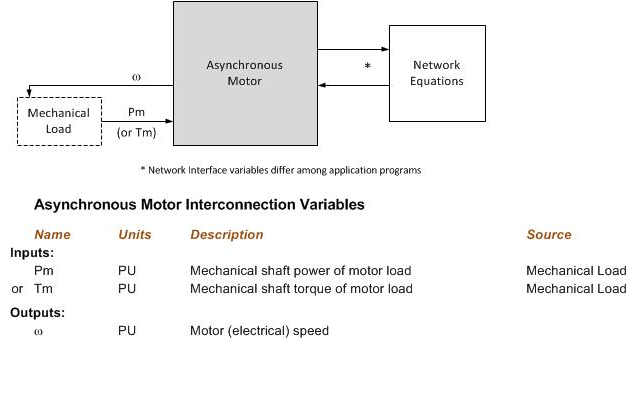 Asynchronous
Motor
Network
Equations
*
ω
Mechanical
Load
Pm
(or Tm)
* Network Interface variables differ among application programs
Asynchronous Motor Interconnection Variables
Name Units Description Source
Inputs:
Pm PU Mechanical shaft power of motor load Mechanical Load
or Tm PU Mechanical shaft torque of motor load Mechanical Load
Outputs:
ω PU Motor (electrical) speed